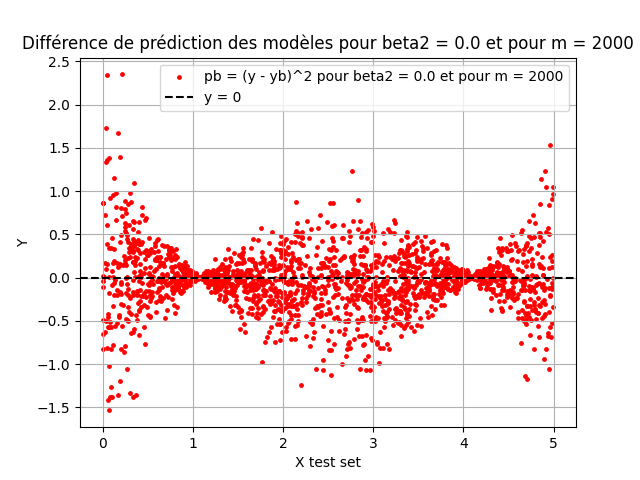 Différence de prédiction des modèles pour beta2 = 0.0 et pour m = 2000
pb = (y - yb)^2 pour beta2 = 0.0 et pour m = 2000
y = 0
2.5
2.0
1.5
1.0
0.5
0.0
−0.5
−1.0
−1.5
Y
0 1 2 3 4 5
X test set